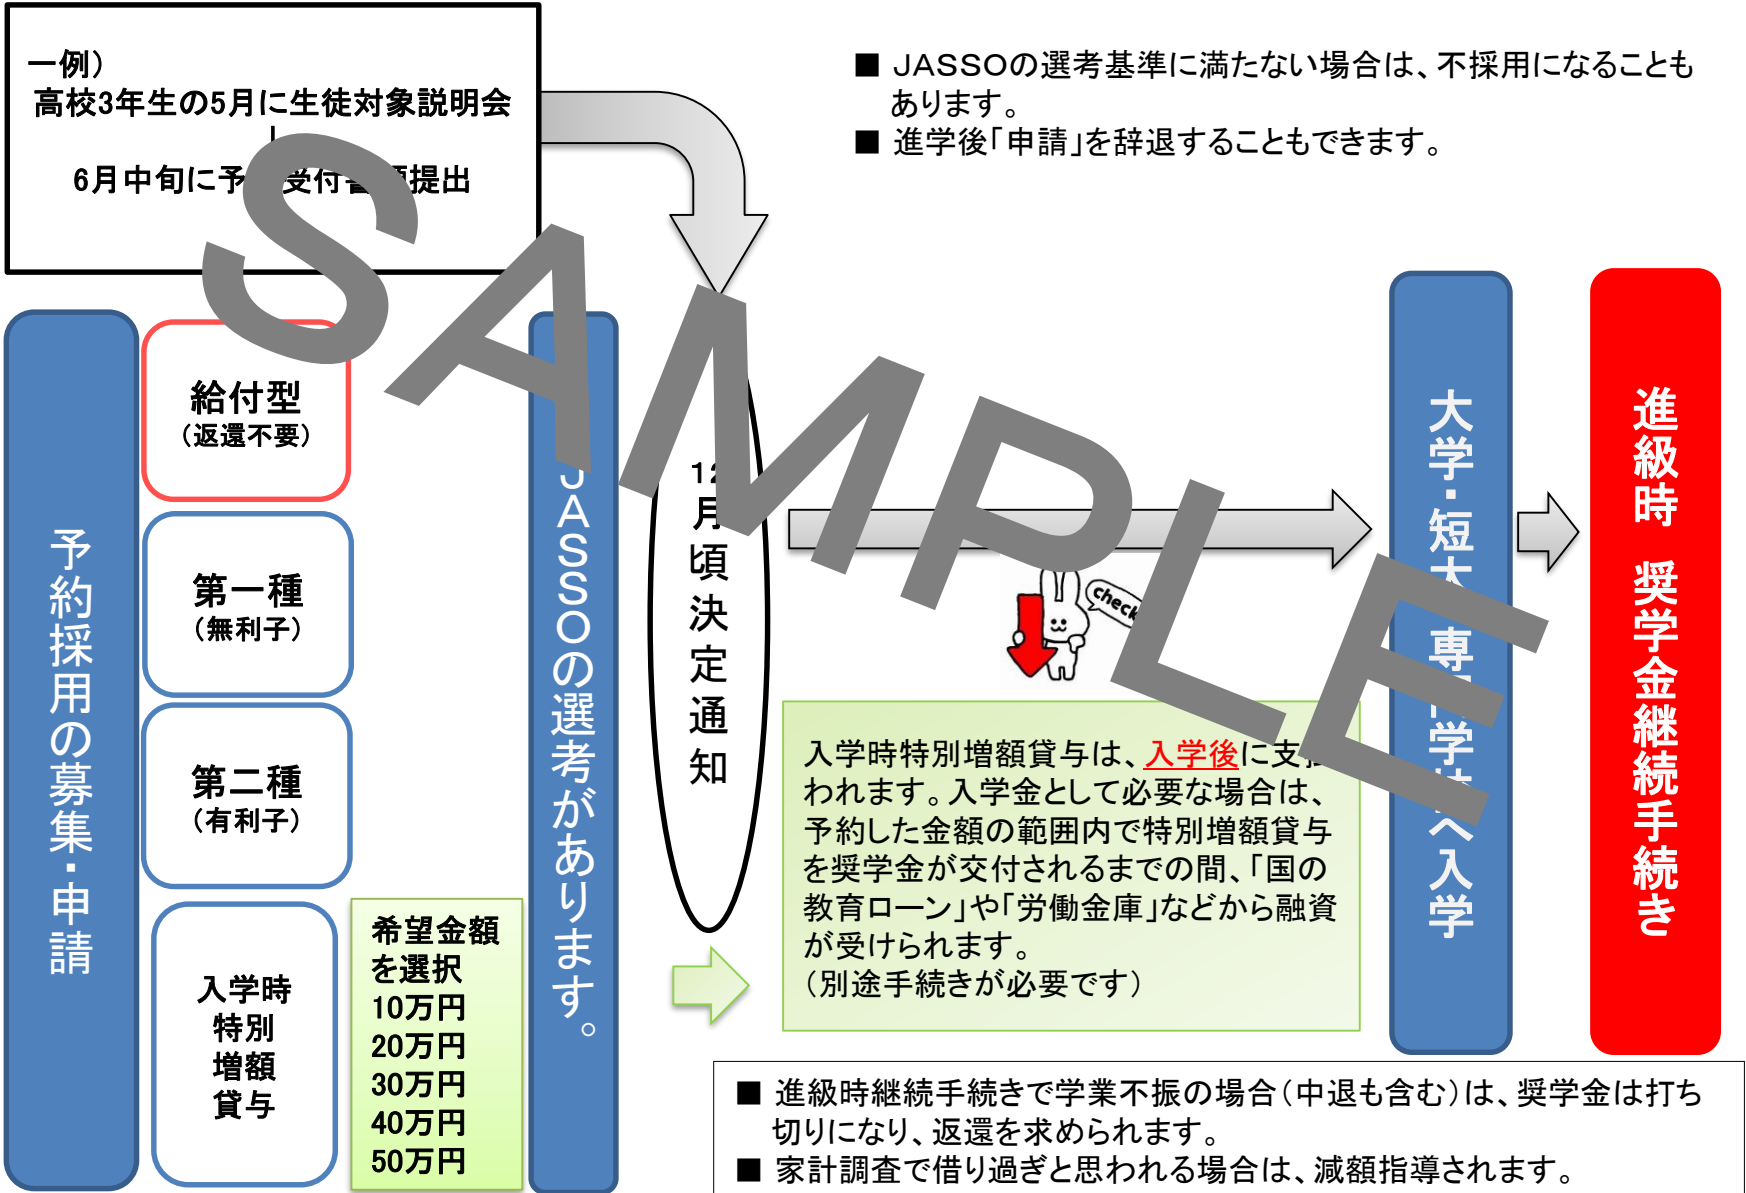 一例）
高校3年生の5月に生徒対象説明会
6月中旬に予 受付書類提出
■ JASSOの選考基準に満たない場合は、不採用になることも
あります。
■ 進学後「申請」を辞退することもできます。
SAMPLE
予約採用の募集・申請
給付型
（返還不要）
第一種
（無利子）
第二種
（有利子）
入学時
特別
増額
貸与
希望金額
を選択
10万円
20万円
30万円
40万円
50万円
JASSOの選考があります。
12月頃決定通知
check
入学時特別増額貸与は、入学後に支払
われます。入学金として必要な場合は、
予約した金額の範囲内で特別増額貸与
を奨学金が交付されるまでの間、「国の
教育ローン」や「労働金庫」などから融資
が受けられます。
（別途手続きが必要です）
大学・短大 専門学校へ入学
進級時 奨学金継続手続き
■ 進級時継続手続きで学業不振の場合（中退も含む）は、奨学金は打ち
切りになり、返還を求められます。
■ 家計調査で借り過ぎと思われる場合は、減額指導されます。